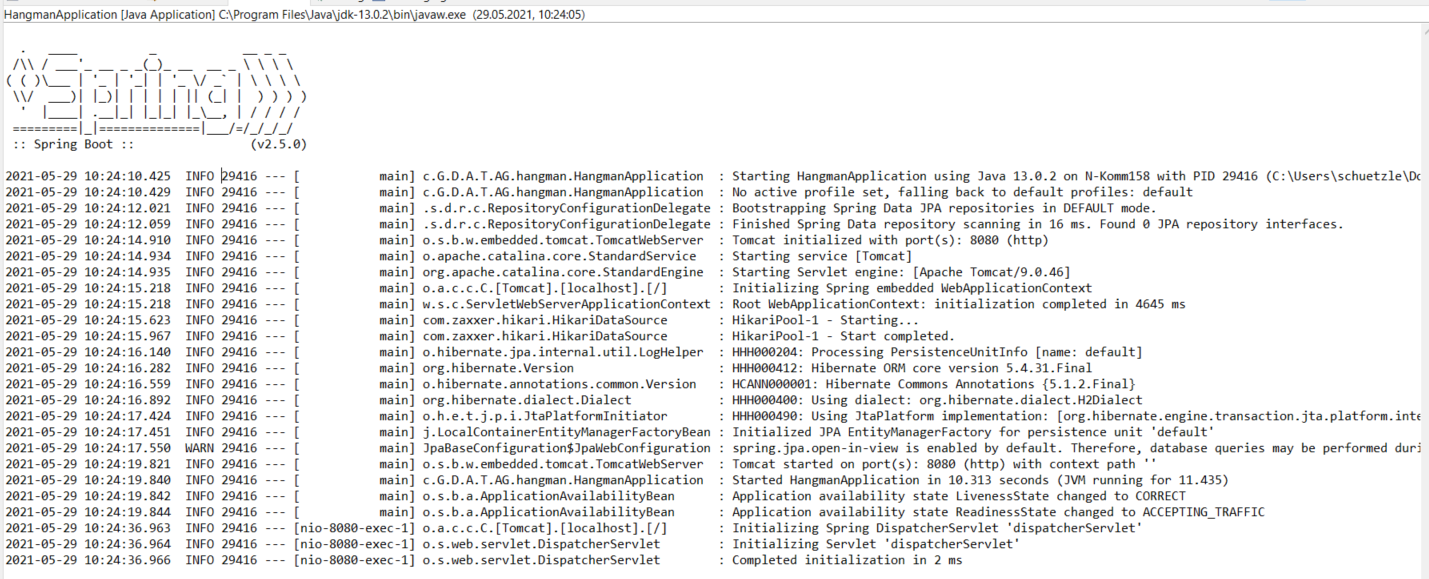 HangmanApplication [Java Application] C:\Program Files\Java\jdk-13.0.2\bin\javaw.exe  (29.05.2021, 10:24:05)
  .   ____          _            __ _ _
 /\\ / ___'_ __ _ _(_)_ __  __ _ \ \ \ \
( ( )\___ | '_ | '_| | '_ \/ _` | \ \ \ \
 \\/  ___)| |_)| | | | | || (_| |  ) ) ) )
  '  |____| .__|_| |_|_| |_\__, | / / / /
 =========|_|==============|___/=/_/_/_/
 :: Spring Boot ::                (v2.5.0)
2021-05-29 10:24:10.425  INFO 29416 --- [           main] c.G.D.A.T.AG.hangman.HangmanApplication  : Starting HangmanApplication using Java 13.0.2 on N-Komm158 with PID 29416 (C:\Users\schuetzle\Do
2021-05-29 10:24:10.429  INFO 29416 --- [           main] c.G.D.A.T.AG.hangman.HangmanApplication  : No active profile set, falling back to default profiles: default
2021-05-29 10:24:12.021  INFO 29416 --- [           main] .s.d.r.c.RepositoryConfigurationDelegate : Bootstrapping Spring Data JPA repositories in DEFAULT mode.
2021-05-29 10:24:12.059  INFO 29416 --- [           main] .s.d.r.c.RepositoryConfigurationDelegate : Finished Spring Data repository scanning in 16 ms. Found 0 JPA repository interfaces.
2021-05-29 10:24:14.910  INFO 29416 --- [           main] o.s.b.w.embedded.tomcat.TomcatWebServer  : Tomcat initialized with port(s): 8080 (http)
2021-05-29 10:24:14.934  INFO 29416 --- [           main] o.apache.catalina.core.StandardService   : Starting service [Tomcat]
2021-05-29 10:24:14.935  INFO 29416 --- [           main] org.apache.catalina.core.StandardEngine  : Starting Servlet engine: [Apache Tomcat/9.0.46]
2021-05-29 10:24:15.218  INFO 29416 --- [           main] o.a.c.c.C.[Tomcat].[localhost].[/]       : Initializing Spring embedded WebApplicationContext
2021-05-29 10:24:15.218  INFO 29416 --- [           main] w.s.c.ServletWebServerApplicationContext : Root WebApplicationContext: initialization completed in 4645 ms
2021-05-29 10:24:15.623  INFO 29416 --- [           main] com.zaxxer.hikari.HikariDataSource       : HikariPool-1 - Starting...
2021-05-29 10:24:15.967  INFO 29416 --- [           main] com.zaxxer.hikari.HikariDataSource       : HikariPool-1 - Start completed.
2021-05-29 10:24:16.140  INFO 29416 --- [           main] o.hibernate.jpa.internal.util.LogHelper  : HHH000204: Processing PersistenceUnitInfo [name: default]
2021-05-29 10:24:16.282  INFO 29416 --- [           main] org.hibernate.Version                    : HHH000412: Hibernate ORM core version 5.4.31.Final
2021-05-29 10:24:16.559  INFO 29416 --- [           main] o.hibernate.annotations.common.Version   : HCANN000001: Hibernate Commons Annotations {5.1.2.Final}
2021-05-29 10:24:16.892  INFO 29416 --- [           main] org.hibernate.dialect.Dialect            : HHH000400: Using dialect: org.hibernate.dialect.H2Dialect
2021-05-29 10:24:17.424  INFO 29416 --- [           main] o.h.e.t.j.p.i.JtaPlatformInitiator       : HHH000490: Using JtaPlatform implementation: [org.hibernate.engine.transaction.jta.platform.inte
2021-05-29 10:24:17.451  INFO 29416 --- [           main] j.LocalContainerEntityManagerFactoryBean : Initialized JPA EntityManagerFactory for persistence unit 'default'
2021-05-29 10:24:17.550  WARN 29416 --- [           main] JpaBaseConfiguration$JpaWebConfiguration : spring.jpa.open-in-view is enabled by default. Therefore, database queries may be performed duri
2021-05-29 10:24:19.821  INFO 29416 --- [           main] o.s.b.w.embedded.tomcat.TomcatWebServer  : Tomcat started on port(s): 8080 (http) with context path ''
2021-05-29 10:24:19.840  INFO 29416 --- [           main] c.G.D.A.T.AG.hangman.HangmanApplication  : Started HangmanApplication in 10.313 seconds (JVM running for 11.435)
2021-05-29 10:24:19.842  INFO 29416 --- [           main] o.s.b.a.ApplicationAvailabilityBean      : Application availability state LivenessState changed to CORRECT
2021-05-29 10:24:19.844  INFO 29416 --- [           main] o.s.b.a.ApplicationAvailabilityBean      : Application availability state ReadinessState changed to ACCEPTING_TRAFFIC
2021-05-29 10:24:36.963  INFO 29416 --- [nio-8080-exec-1] o.a.c.c.C.[Tomcat].[localhost].[/]       : Initializing Spring DispatcherServlet 'dispatcherServlet'
2021-05-29 10:24:36.964  INFO 29416 --- [nio-8080-exec-1] o.s.web.servlet.DispatcherServlet        : Initializing Servlet 'dispatcherServlet'
2021-05-29 10:24:36.966  INFO 29416 --- [nio-8080-exec-1] o.s.web.servlet.DispatcherServlet        : Completed initialization in 2 ms